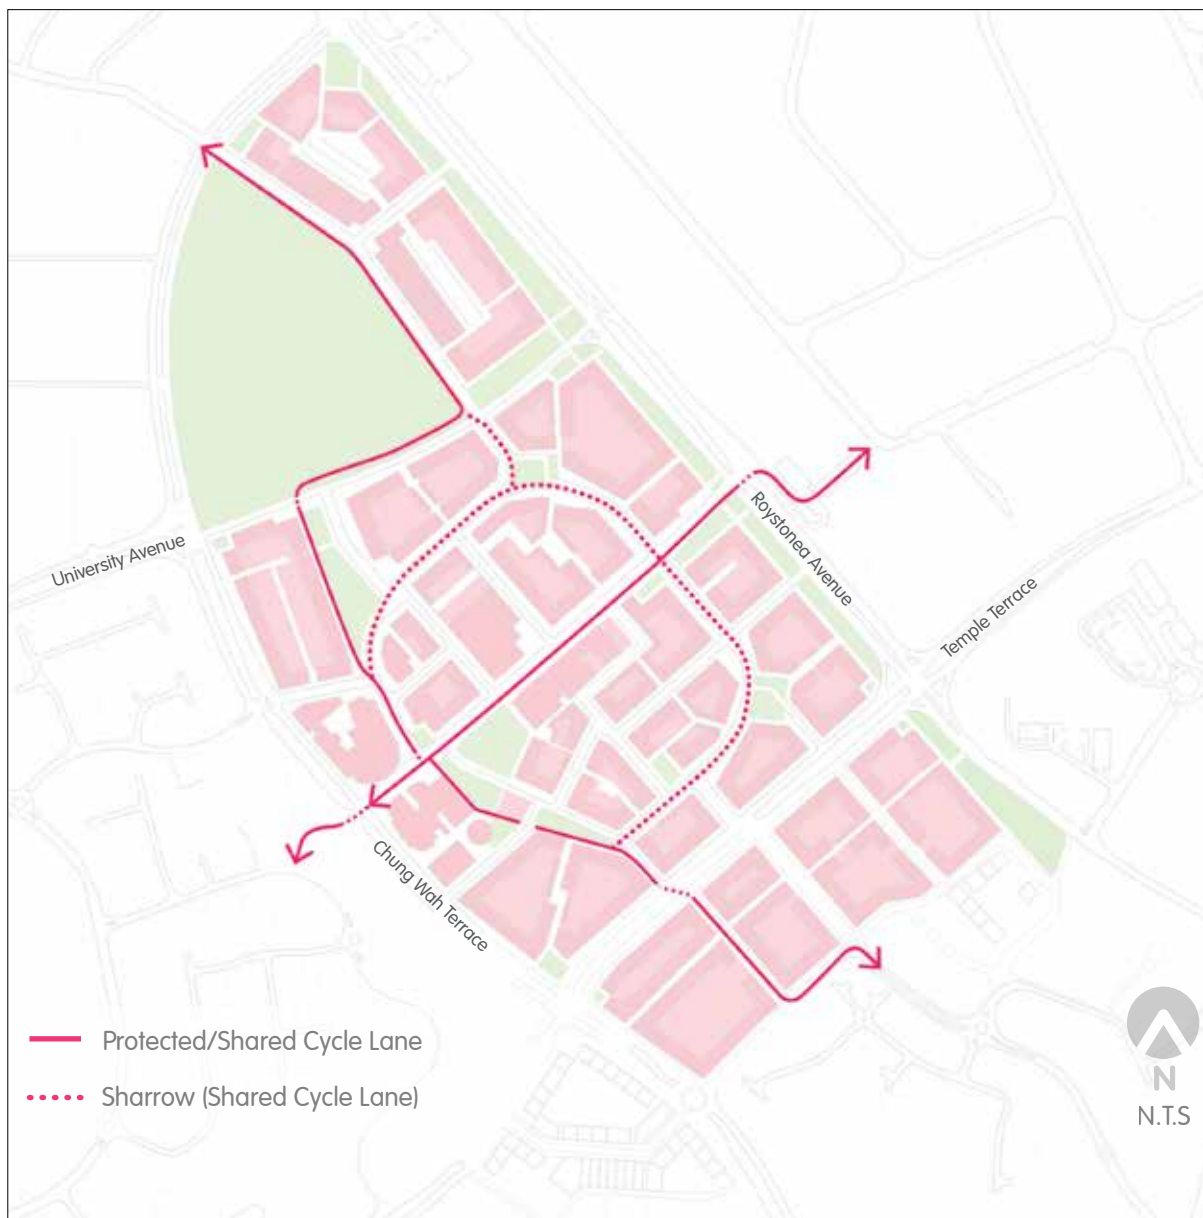 University Avenue
Roystonea Avenue
Temple Terrace
Chung Wah Terrace
Protected/Shared Cycle Lane
Sharrow (Shared Cycle Lane)
N
N.T.S